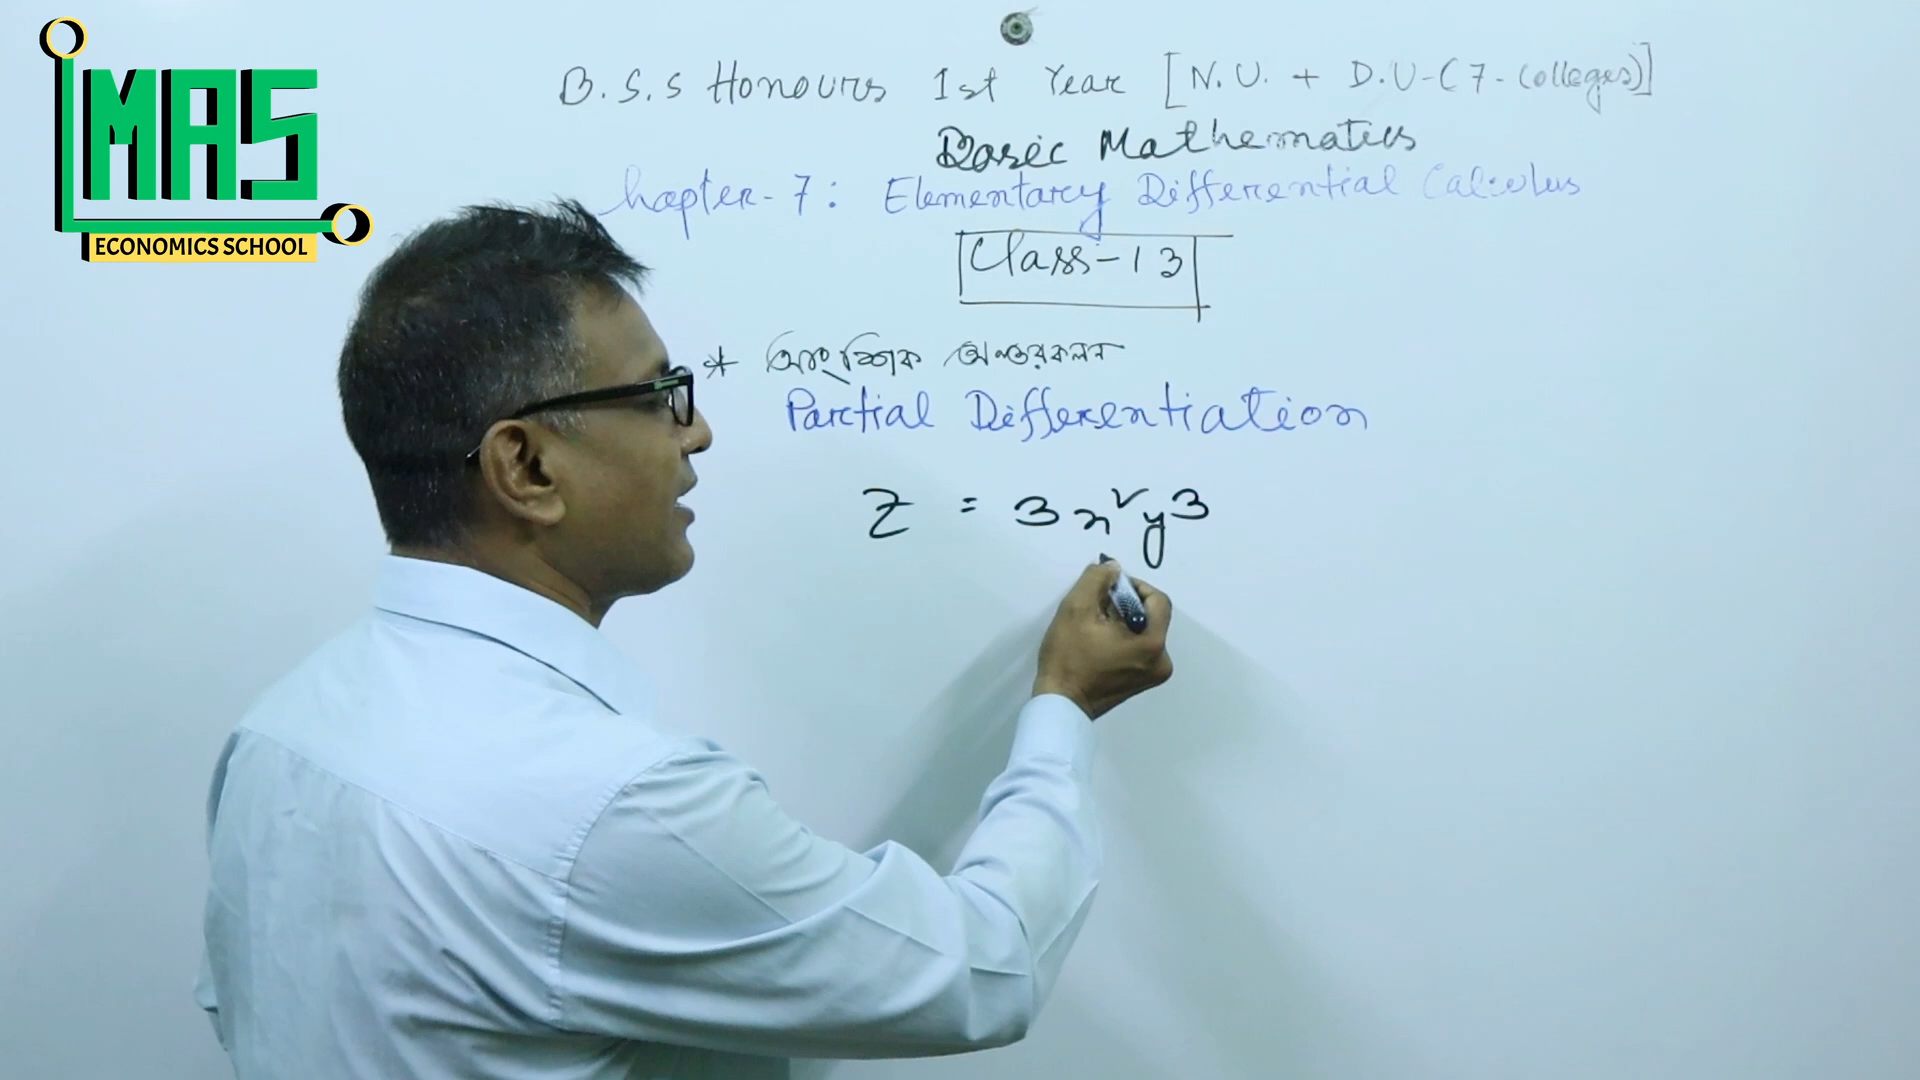 MAS
ECONOMICS SCHOOL
B.S.S Honours 1st Year [N.U. + D.U-(7-Colleges)]
Basic Mathematics
hapter-7: Elementary Differential Calculus
Class-13
* আংশিক অন্তরকলন
Partial Differentiation
Z = 3x²y³